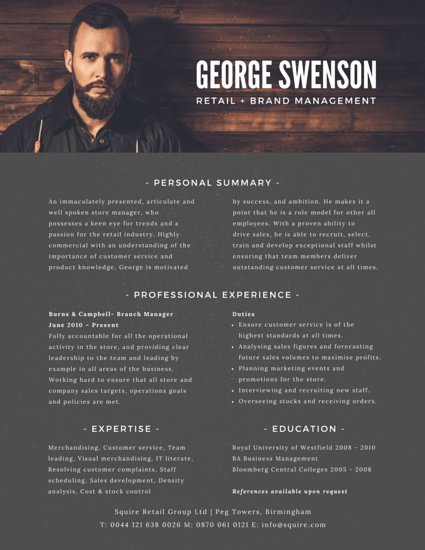 GEORGE SWENSON
RETAIL + BRAND MANAGEMENT
- PERSONAL SUMMARY -
An immaculately presented, articulate and
well spoken store manager, who
possesses a keen eye for trends and a
passion for the retail industry. Highly
commercial with an understanding of the
importance of customer service and
product knowledge, George is motivated
by success, and ambition. He makes it a
point that he is a role model for other all
employees. With a proven ability to
drive sales, he is able to recruit, select,
train and develop exceptional staff whilst
ensuring that team members deliver
outstanding customer service at all times.
- PROFESSIONAL EXPERIENCE -
Burns & Campbell- Branch Manager
June 2010 – Present
Fully accountable for all the operational
activity in the store, and providing clear
leadership to the team and leading by
example in all areas of the business.
Working hard to ensure that all store and
company sales targets, operations goals
and policies are met.
Duties
• Ensure customer service is of the
highest standards at all times.
• Analysing sales figures and forecasting
future sales volumes to maximise profits.
• Planning marketing events and
promotions for the store.
• Interviewing and recruiting new staff.
• Overseeing stocks and receiving orders.
- EXPERTISE -
Merchandising, Customer service, Team
leading, Visual merchandising, IT literate,
Resolving customer complaints, Staff
scheduling, Sales development, Density
analysis, Cost & stock control
- EDUCATION -
Royal University of Westfield 2008 - 2010
BA Business Management
Bloomberg Central Colleges 2005 - 2008
References available upon request
Squire Retail Group Ltd | Peg Towers, Birmingham
T: 0044 121 638 0026 M: 0870 061 0121 E: info@squire.com